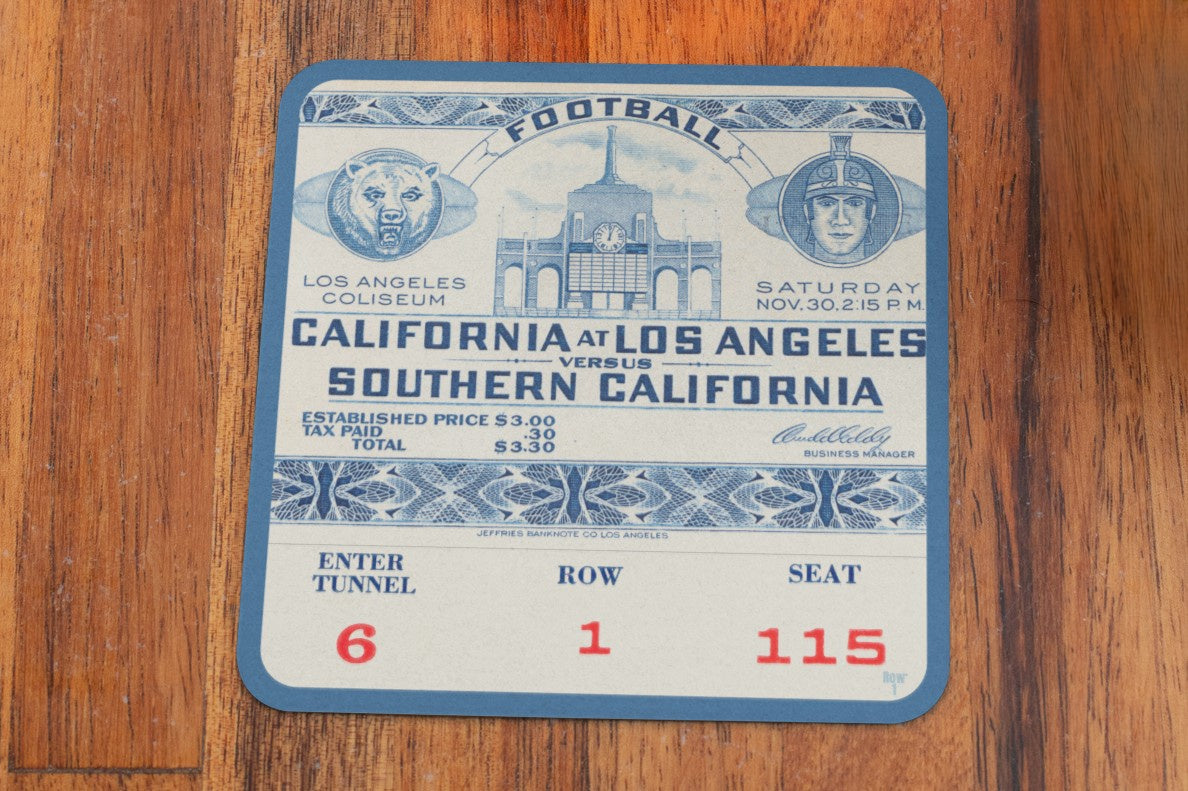 FOOTBALL
LOS ANGELES
COLISEUM
SATURDAY
NOV. 30, 2:15 P.M.
CALIFORNIA AT LOS ANGELES
VERSUS
SOUTHERN CALIFORNIA
ESTABLISHED PRICE $3.00
TAX PAID .30
TOTAL $3.30
BUSINESS MANAGER
JEFFRIES BANKNOTE CO. LOS ANGELES
ENTER
TUNNEL
ROW
SEAT
6
1
115
Row
1